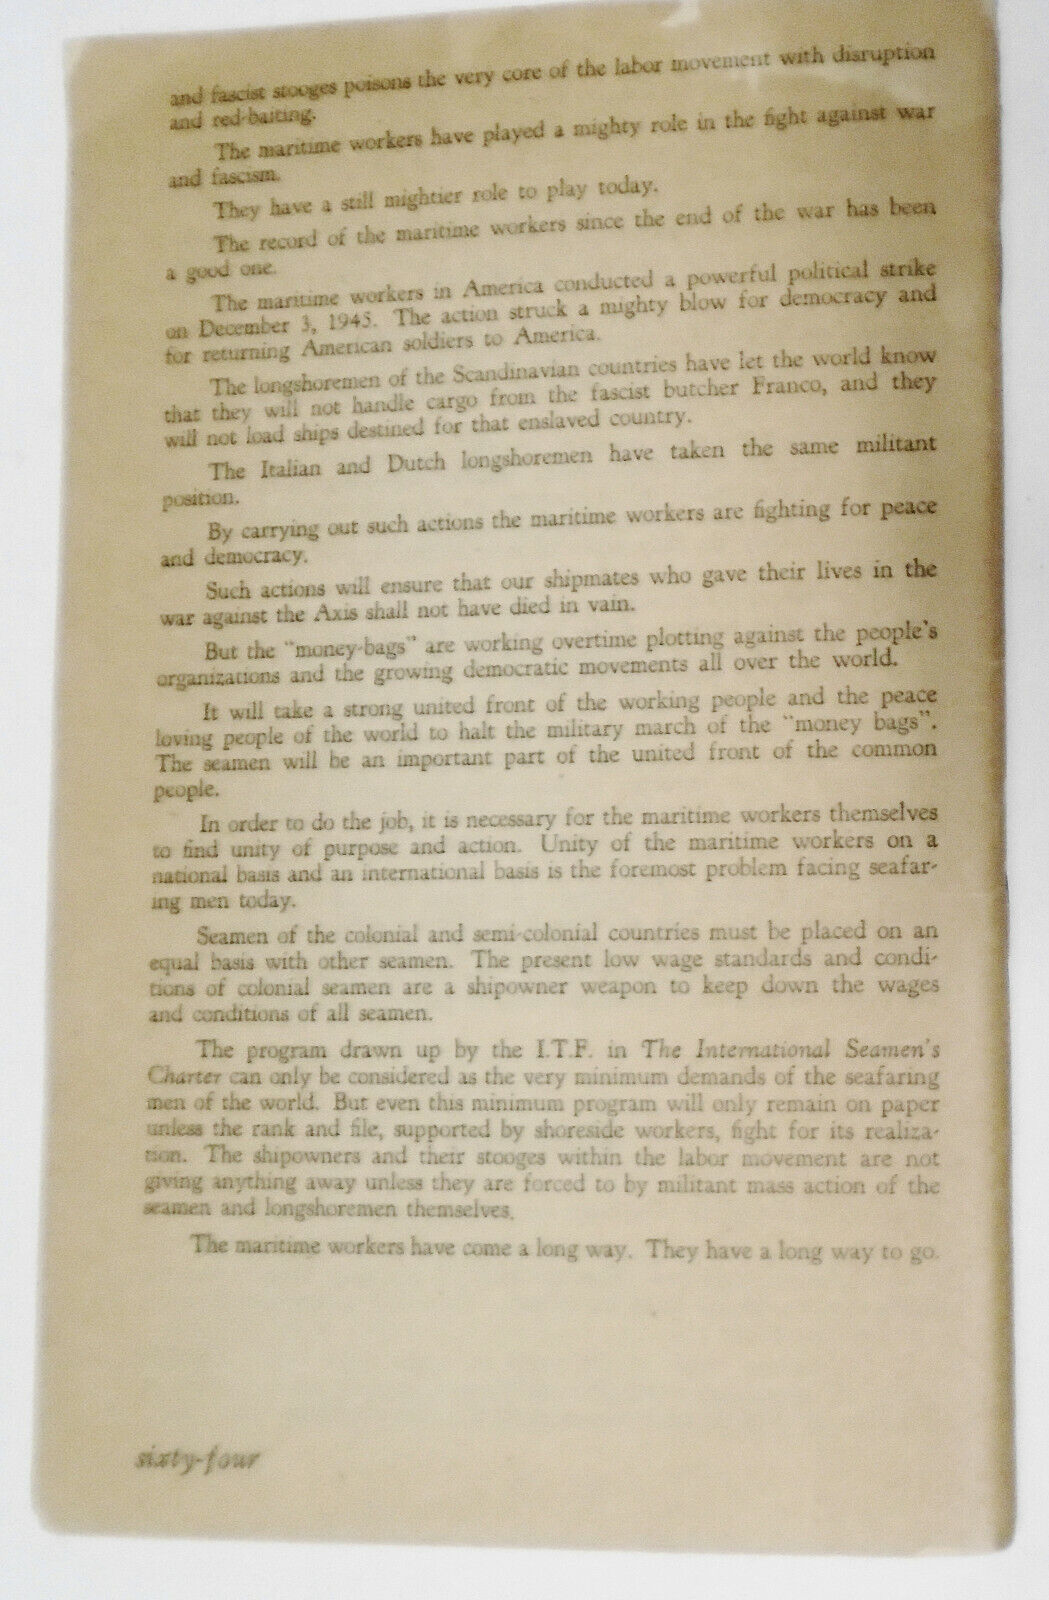 and fascist stooges poisons the very core of the labor movement with disruption
and red-baiting.
The maritime workers have played a mighty role in the fight against war
and fascism.
They have a still mightier role to play today.
The record of the maritime workers since the end of the war has been
a good one.
The maritime workers in America conducted a powerful political strike
on December 3, 1945. The action struck a mighty blow for democracy and
for returning American soldiers to America.
The longshoremen of the Scandinavian countries have let the world know
that they will not handle cargo from the fascist butcher Franco, and they
will not load ships destined for that enslaved country.
The Italian and Dutch longshoremen have taken the same militant
position.
By carrying out such actions the maritime workers are fighting for peace
and democracy.
Such actions will ensure that our shipmates who gave their lives in the
war against the Axis shall not have died in vain.
But the "money-bags" are working overtime plotting against the people's
organizations and the growing democratic movements all over the world.
It will take a strong united front of the working people and the peace
loving people of the world to halt the military march of the "money bags".
The seamen will be an important part of the united front of the common
people.
In order to do the job, it is necessary for the maritime workers themselves
to find unity of purpose and action. Unity of the maritime workers on a
national basis and an international basis is the foremost problem facing seafar-
ing men today.
Seamen of the colonial and semi-colonial countries must be placed on an
equal basis with other seamen. The present low wage standards and condi-
tions of colonial seamen are a shipowner weapon to keep down the wages
and conditions of all seamen.
The program drawn up by the I.T.F. in The International Seamen's
Charter can only be considered as the very minimum demands of the seafaring
men of the world. But even this minimum program will only remain on paper
unless the rank and file, supported by shoreside workers, fight for its realiza-
tion. The shipowners and their stooges within the labor movement are not
giving anything away unless they are forced to by militant mass action of the
seamen and longshoremen themselves.
The maritime workers have come a long way. They have a long way to go.
sixty-four